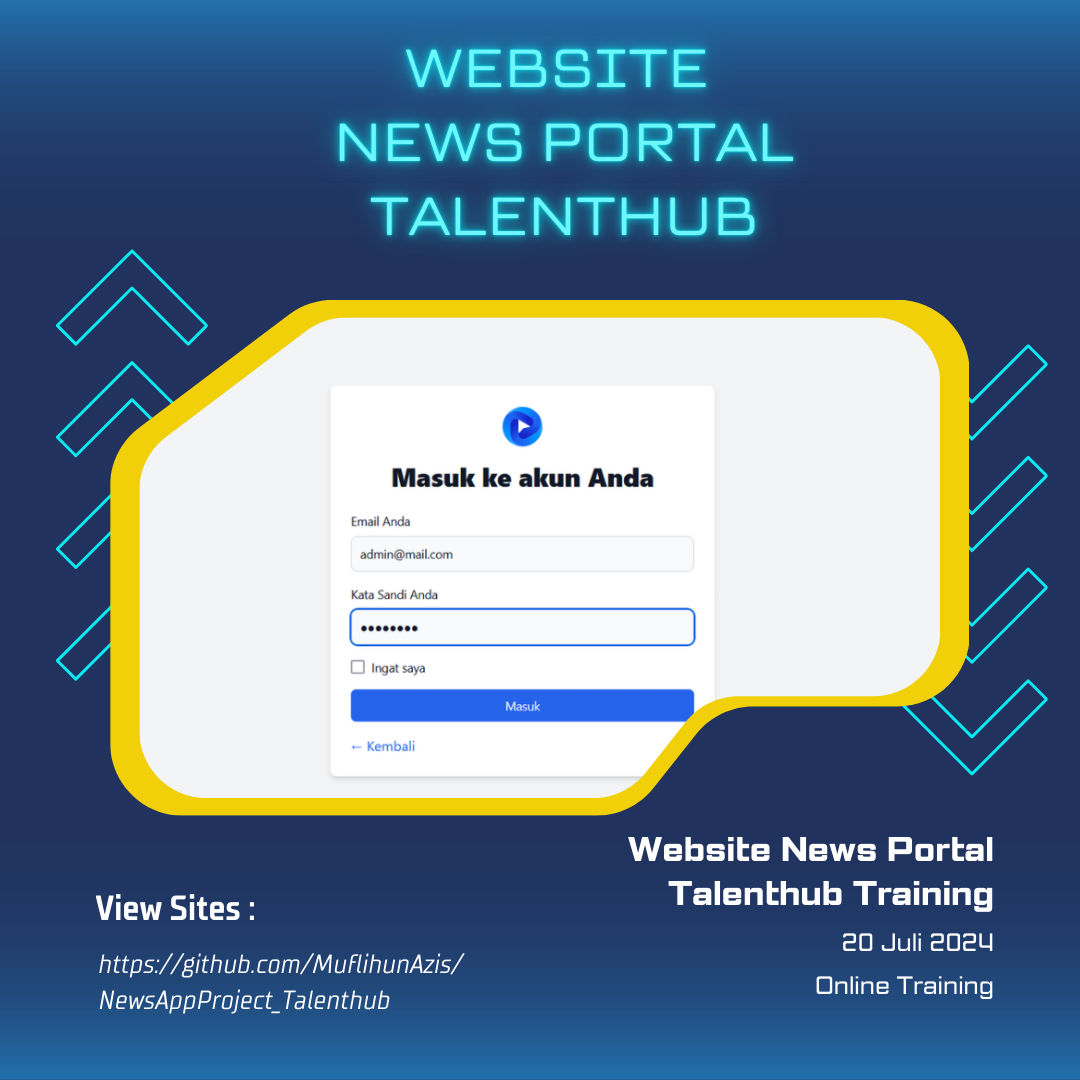 WEBSITE
NEWS PORTAL
TALENTHUB
Masuk ke akun Anda
Email Anda
admin@mail.com
Kata Sandi Anda
••••••••
Ingat saya
Masuk
← Kembali
Website News Portal
Talenthub Training
20 Juli 2024
Online Training
View Sites :
https://github.com/MuflihunAzis/
NewsAppProject_Talenthub